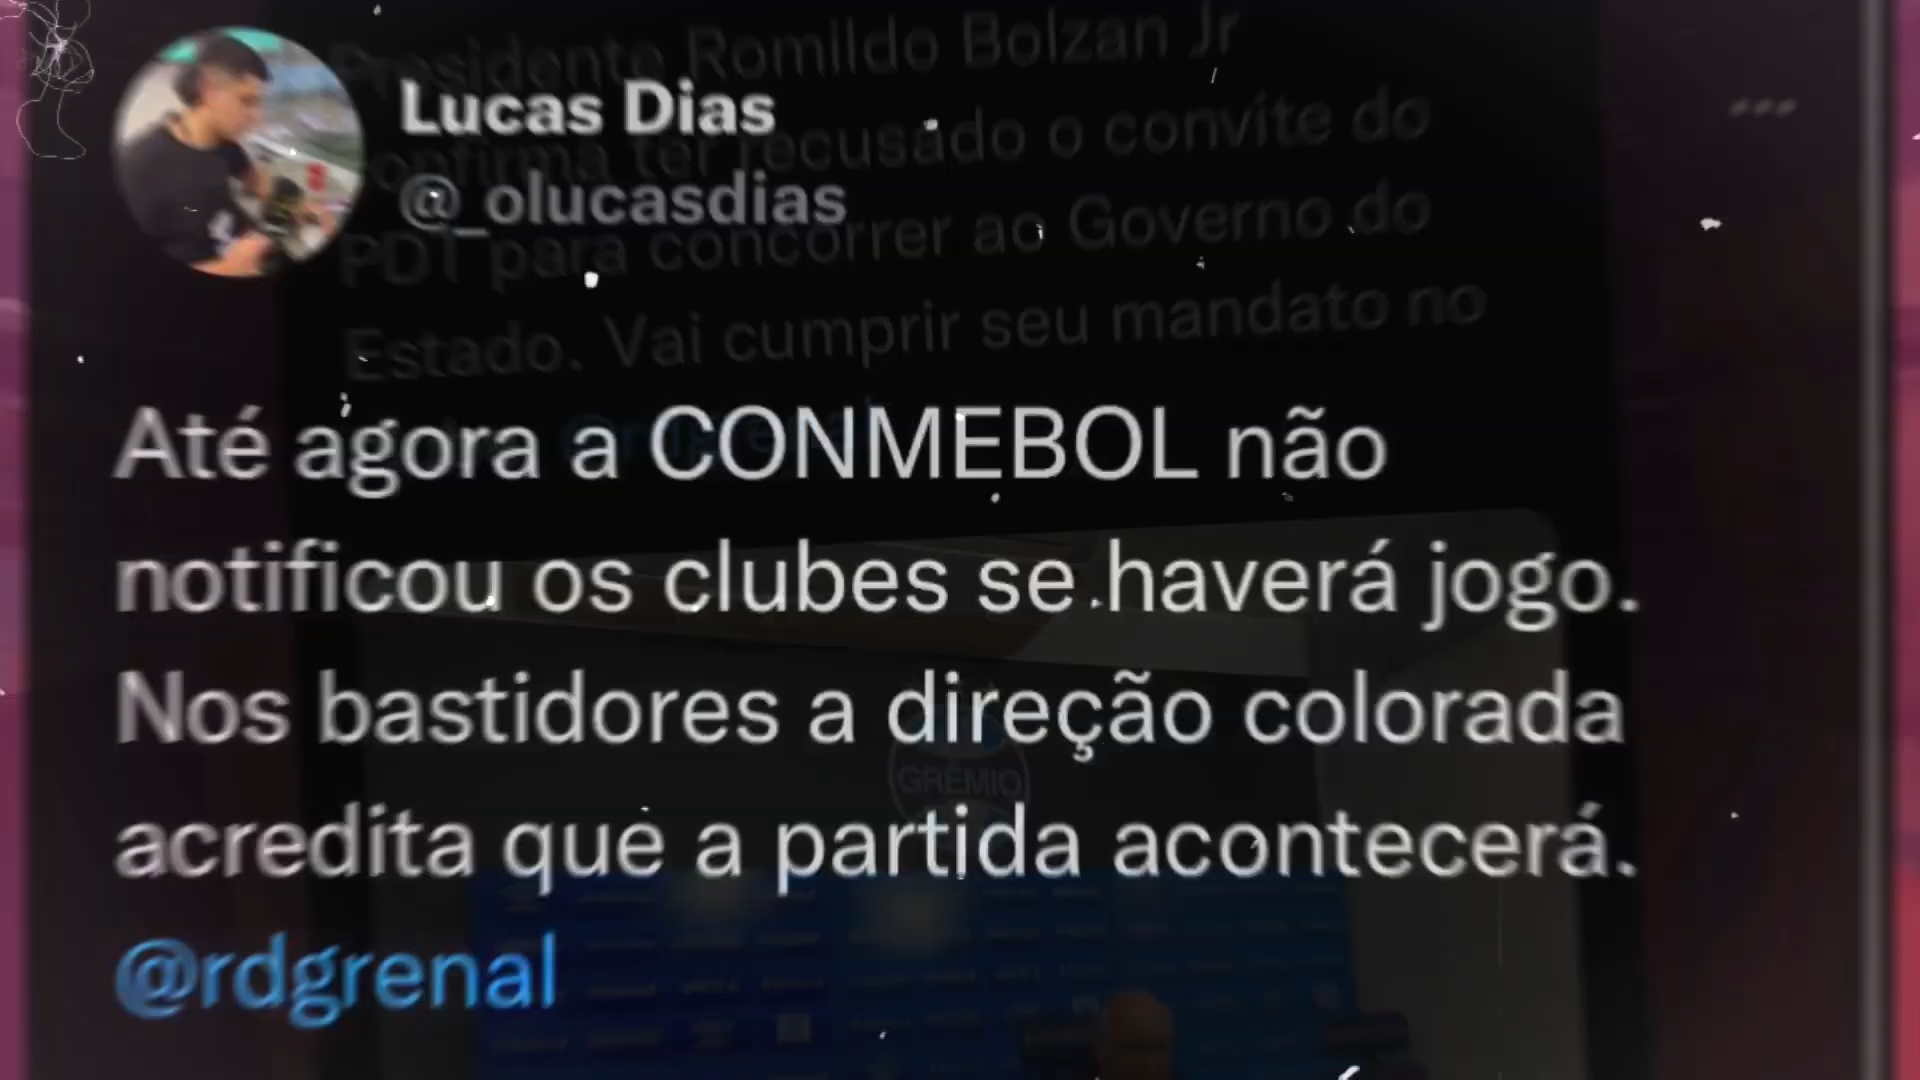 Presidente Romildo Bolzan Jr
confirma ter recusado o convite do
PDT para concorrer ao Governo do
Estado. Vai cumprir seu mandato no
Lucas Dias
@_olucasdias
Até agora a CONMEBOL não
notificou os clubes se haverá jogo.
Nos bastidores a direção colorada
acredita que a partida acontecerá.
@rdgrenal
GRÊMIO